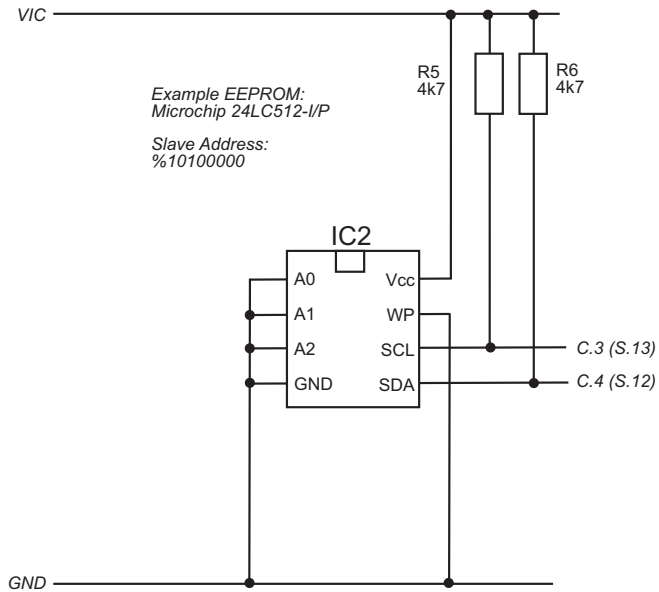 VIC
R5
4k7
R6
4k7
Example EEPROM:
Microchip 24LC512-I/P
Slave Address:
%10100000
IC2
A0
Vcc
A1
WP
A2
SCL
C.3 (S.13)
GND
SDA
C.4 (S.12)
GND